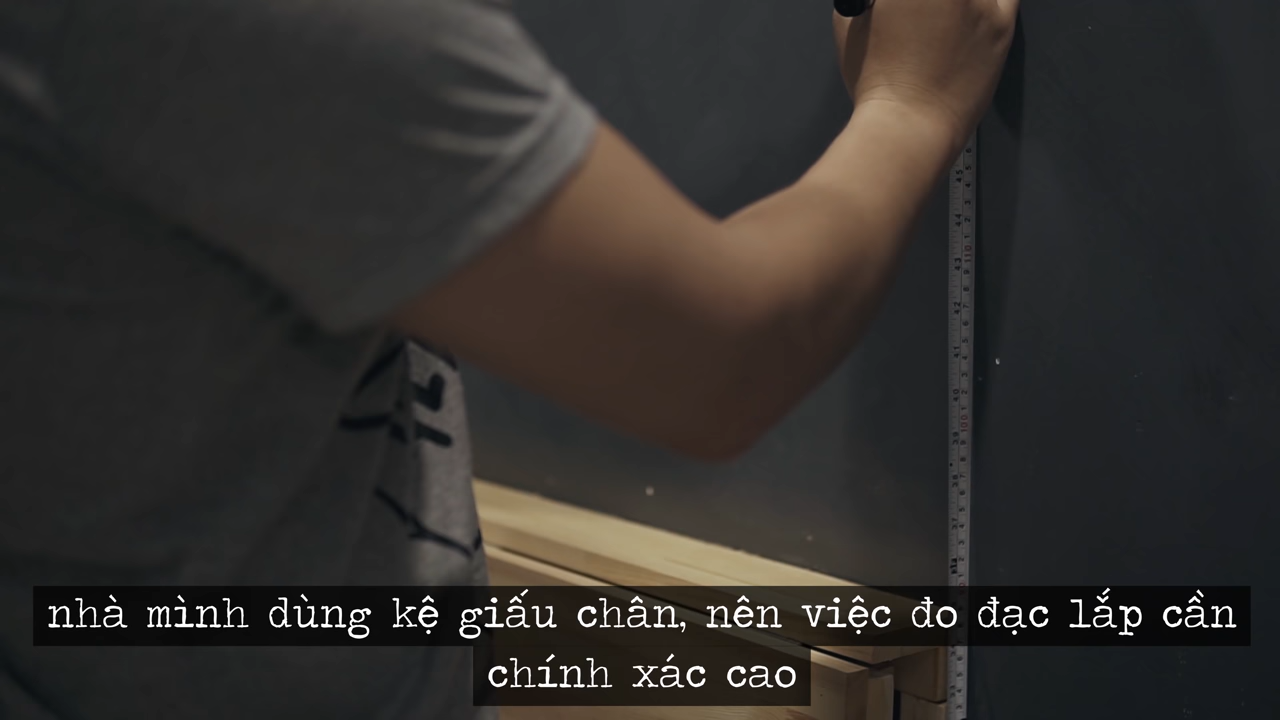 nhà mình dùng kệ giấu chân, nên việc đo đạc lắp cần
chính xác cao